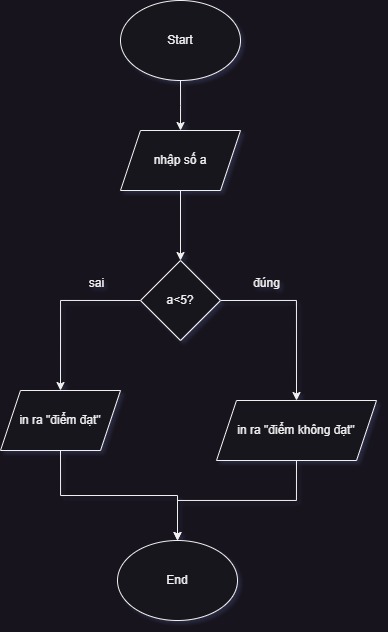 Start
nhập số a
a<5?
sai
đúng
in ra "điểm đạt"
in ra "điểm không đạt"
End